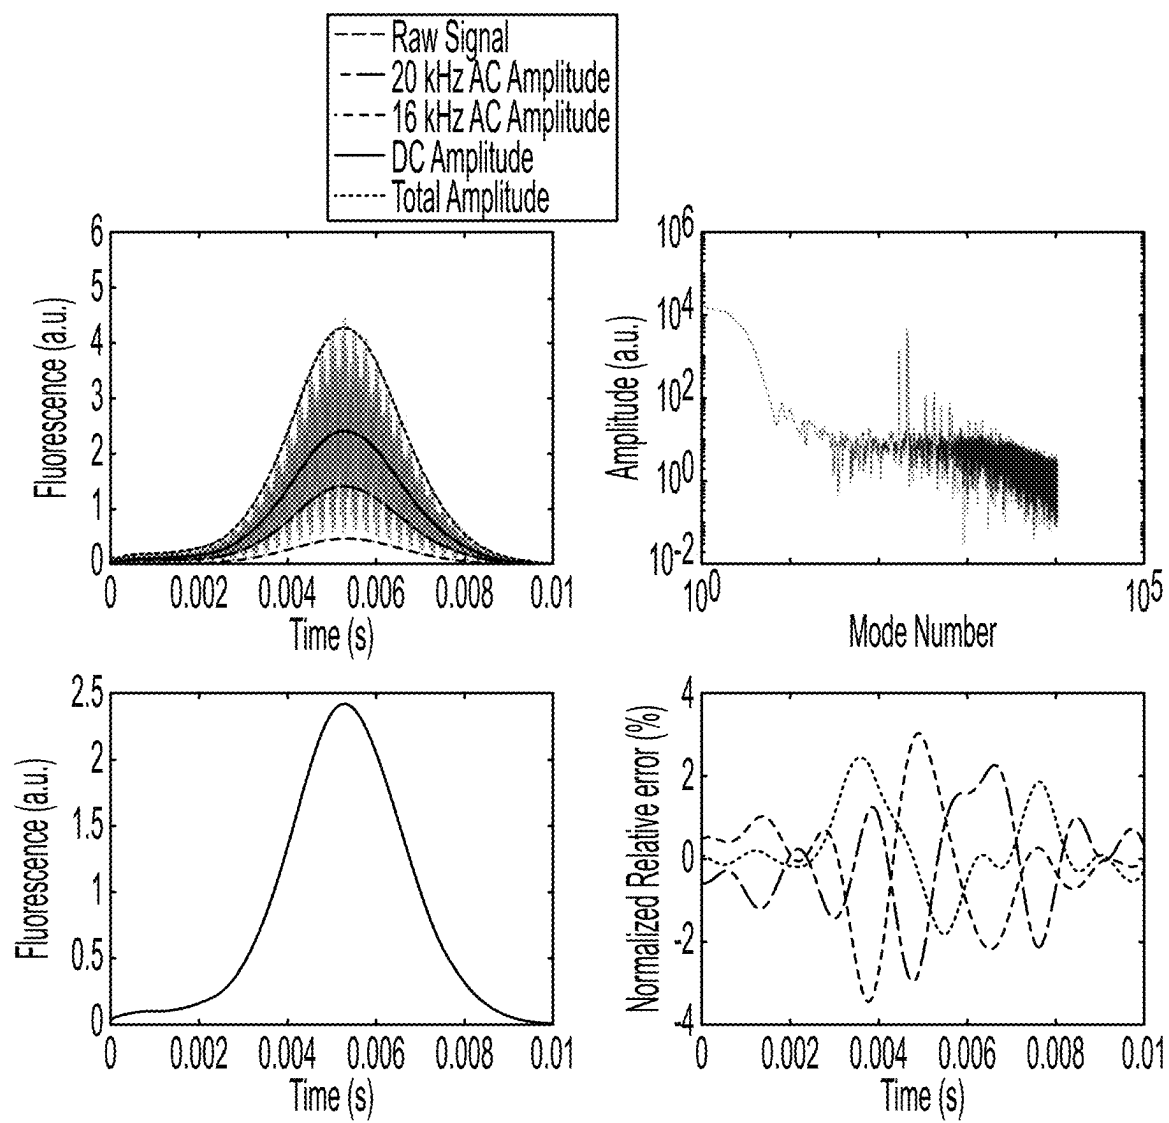 Raw Signal
20 kHz AC Amplitude
16 kHz AC Amplitude
DC Amplitude
Total Amplitude
6
5
4
3
2
1
0
Fluorescence (a.u.)
0 0.002 0.004 0.006 0.008 0.01
Time (s)
10^6
10^4
10^2
10^0
10^-2
Amplitude (a.u.)
10^0 10^5
Mode Number
2.5
2
1.5
1
0.5
0
Fluorescence (a.u.)
0 0.002 0.004 0.006 0.008 0.01
Time (s)
4
2
0
-2
-4
Normalized Relative error (%)
0 0.002 0.004 0.006 0.008 0.01
Time (s)